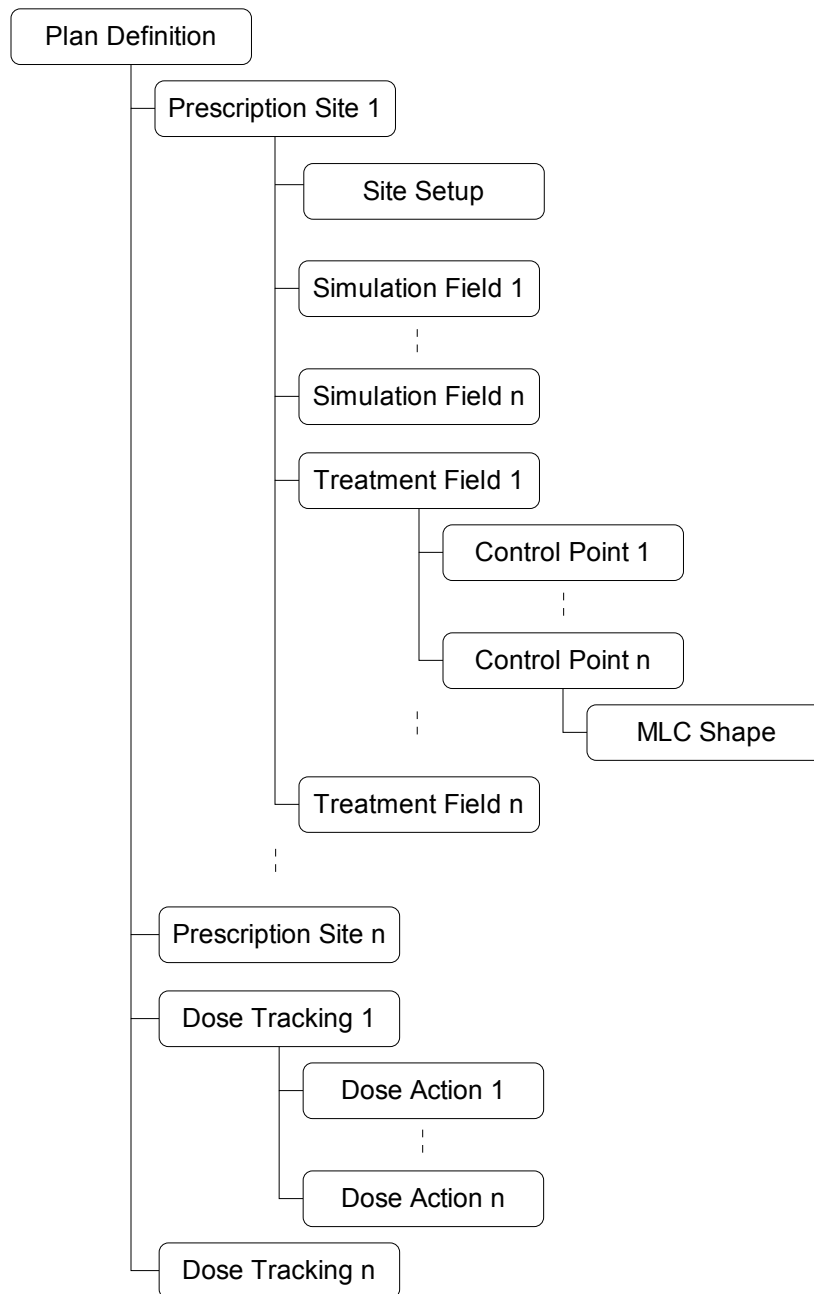 Plan Definition
Prescription Site 1
Site Setup
Simulation Field 1
Simulation Field n
Treatment Field 1
Control Point 1
Control Point n
MLC Shape
Treatment Field n
Prescription Site n
Dose Tracking 1
Dose Action 1
Dose Action n
Dose Tracking n